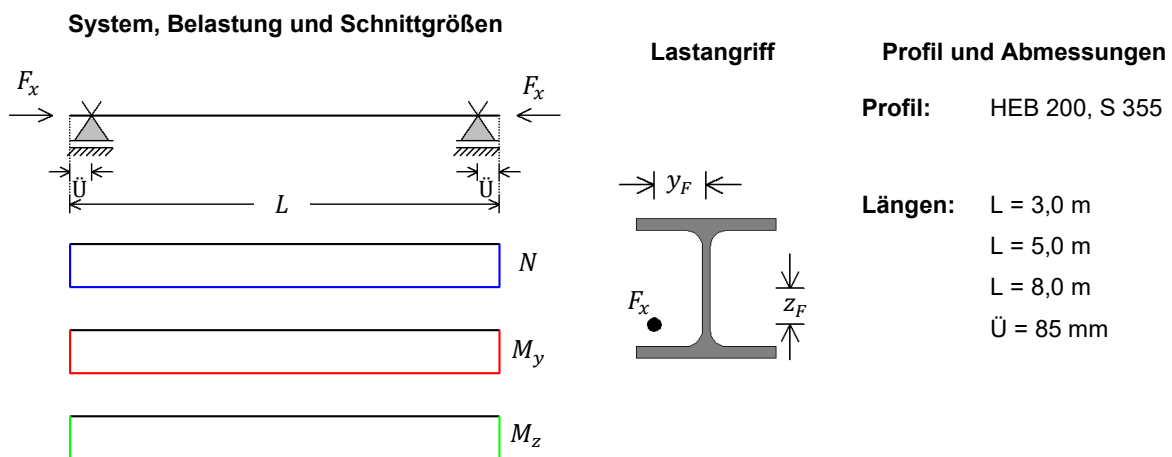 System, Belastung und Schnittgrößen
F_x
F_x
Ü
Ü
L
N
M_y
M_z
Lastangriff
y_F
F_x
z_F
Profil und Abmessungen
Profil: HEB 200, S 355
Längen: L = 3,0 m
L = 5,0 m
L = 8,0 m
Ü = 85 mm